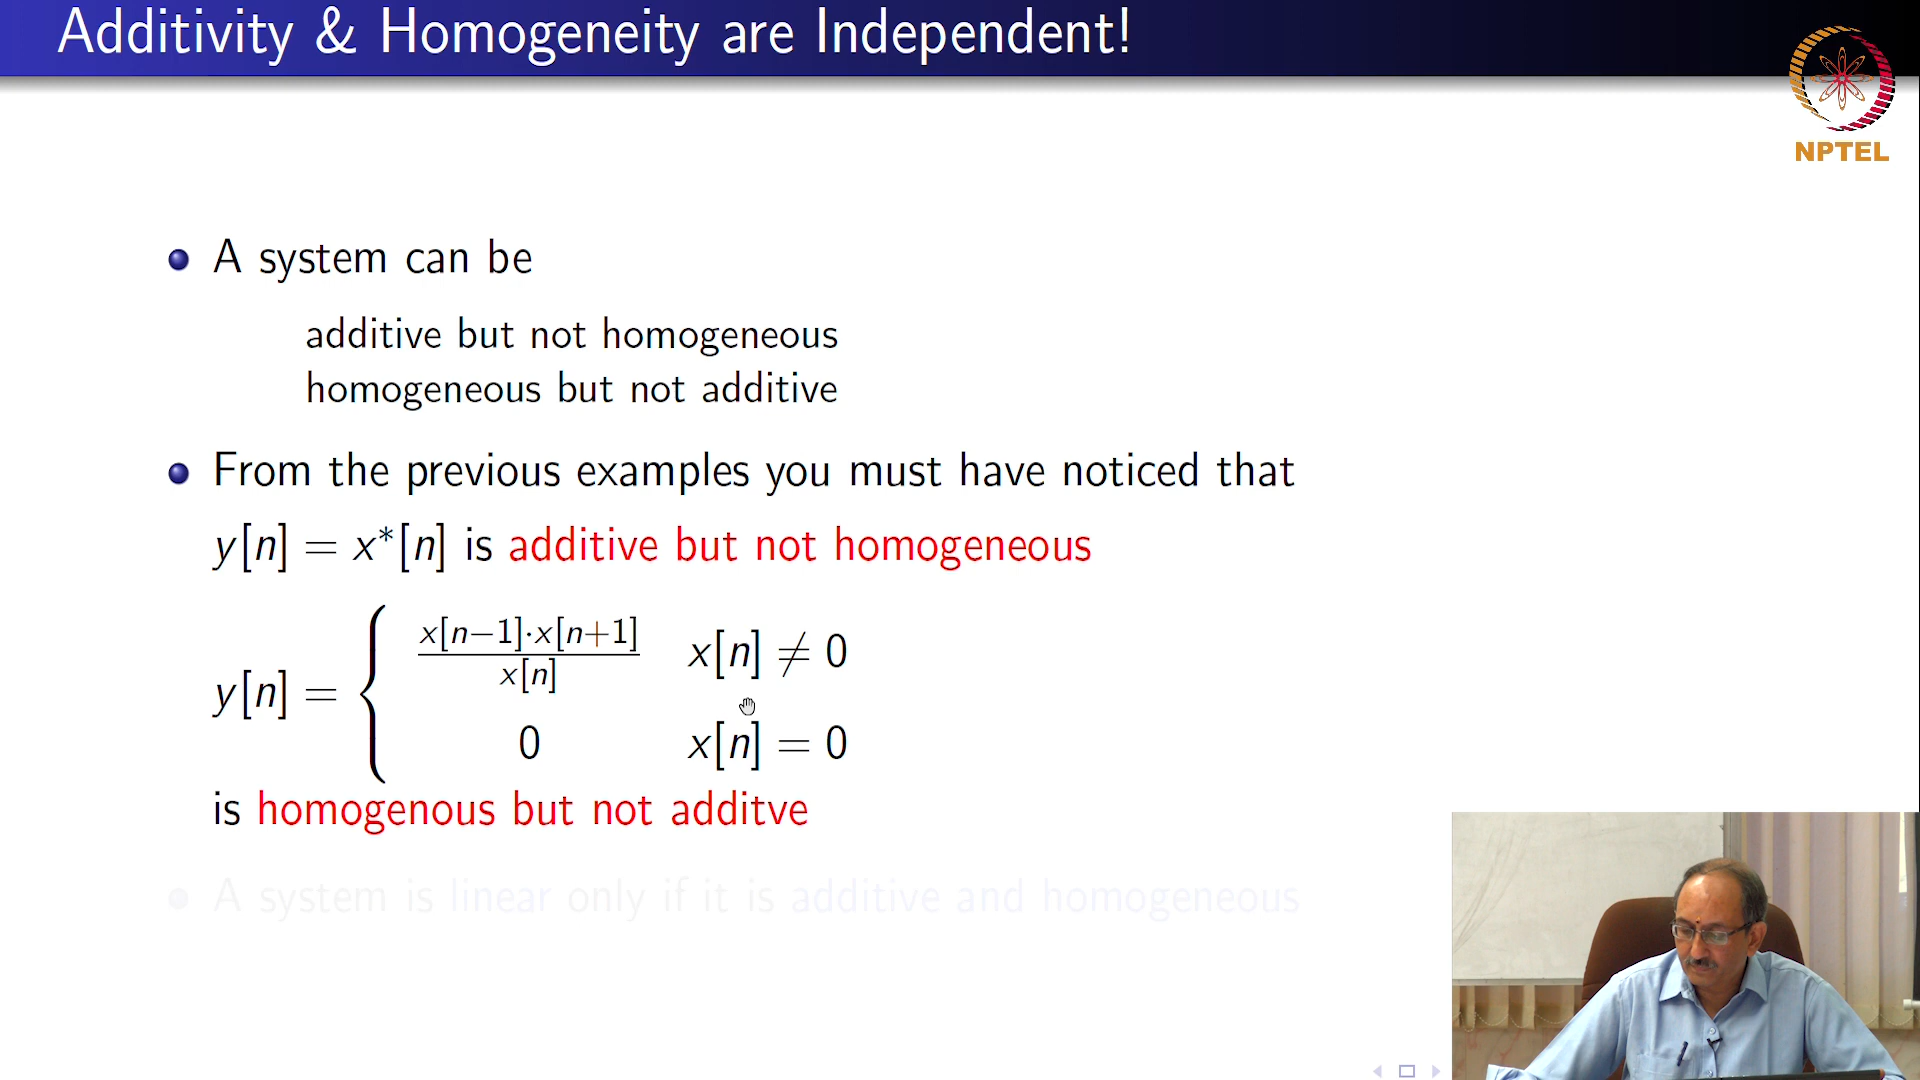 Additivity & Homogeneity are Independent!
NPTEL
A system can be
additive but not homogeneous
homogeneous but not additive
From the previous examples you must have noticed that
y[n] = x*[n] is additive but not homogeneous
y[n] = { x[n−1]·x[n+1] / x[n]   x[n] ≠ 0
0   x[n] = 0
is homogenous but not additve
A system is linear only if it is additive and homogeneous